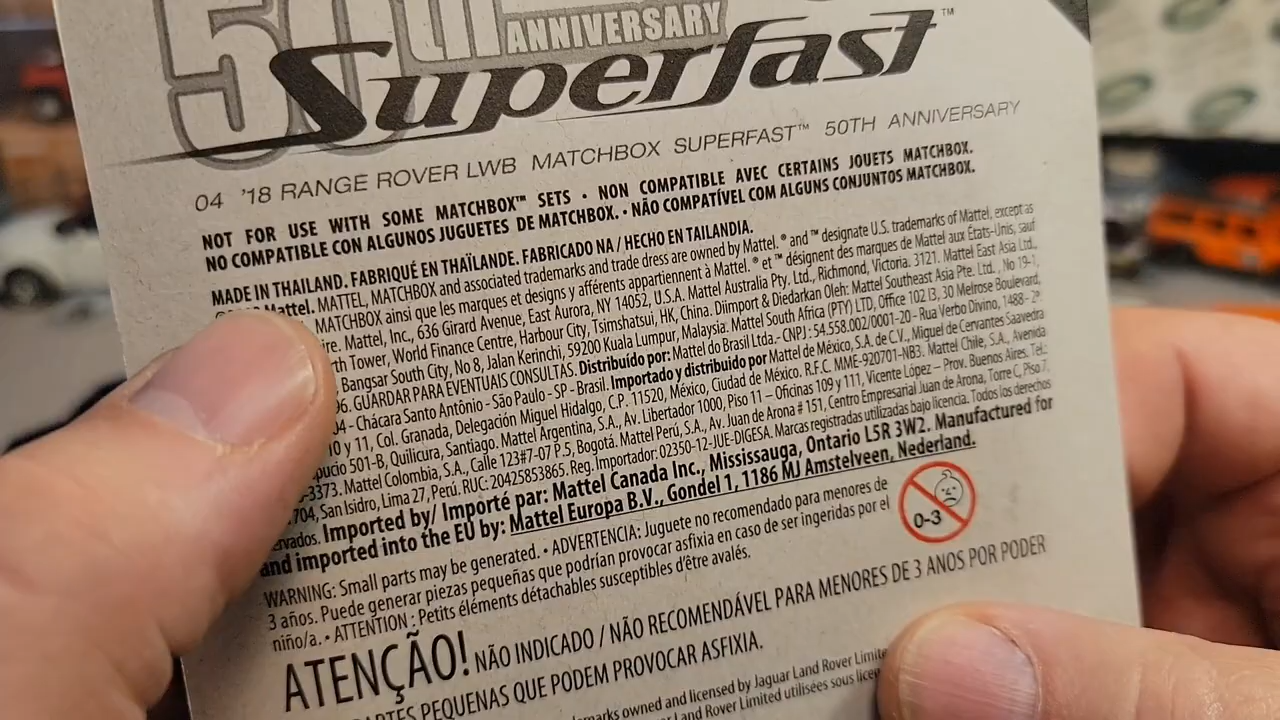 50th ANNIVERSARY
Superfast™
04 '18 RANGE ROVER LWB MATCHBOX SUPERFAST™ 50TH ANNIVERSARY
NOT FOR USE WITH SOME MATCHBOX™ SETS • NON COMPATIBLE AVEC CERTAINS JOUETS MATCHBOX.
NO COMPATIBLE CON ALGUNOS JUGUETES DE MATCHBOX. • NÃO COMPATÍVEL COM ALGUNS CONJUNTOS MATCHBOX.
MADE IN THAILAND. FABRIQUÉ EN THAÏLANDE. FABRICADO NA / HECHO EN TAILANDIA.
Mattel. MATTEL, MATCHBOX and associated trademarks and trade dress are owned by Mattel. ® and ™ designate U.S. trademarks of Mattel, except as
MATCHBOX ainsi que les marques et designs y afférents appartiennent à Mattel. ® et ™ désignent des marques de Mattel aux États-Unis, sauf
ire. Mattel, Inc., 636 Girard Avenue, East Aurora, NY 14052, U.S.A. Mattel Australia Pty. Ltd., Richmond, Victoria. 3121. Mattel East Asia Ltd.,
th Tower, World Finance Centre, Harbour City, Tsimshatsui, HK, China. Diimport & Diedarkan Oleh: Mattel Southeast Asia Pte. Ltd., No 19-1,
Bangsar South City, No 8, Jalan Kerinchi, 59200 Kuala Lumpur, Malaysia. Mattel South Africa (PTY) LTD, Office 102 I3, 30 Melrose Boulevard,
96. GUARDAR PARA EVENTUAIS CONSULTAS. Distribuído por: Mattel do Brasil Ltda.- CNPJ : 54.558.002/0001-20 - Rua Verbo Divino, 1488 - 2º
04 - Chácara Santo Antônio - São Paulo - SP - Brasil. Importado y distribuido por Mattel de México, S.A. de C.V., Miguel de Cervantes Saavedra
10 y 11, Col. Granada, Delegación Miguel Hidalgo, C.P. 11520, México, Ciudad de México. R.F.C. MME-920701-NB3. Mattel Chile, S.A., Avenida
501-B, Quilicura, Santiago. Mattel Argentina, S.A., Av. Libertador 1000, Piso 11 – Oficinas 109 y 111, Vicente López – Prov. Buenos Aires. Tel.:
-3373. Mattel Colombia, S.A., Calle 123#7-07 P.5, Bogotá. Mattel Perú, S.A., Av. Juan de Arona # 151, Centro Empresarial Juan de Arona, Torre C, Piso 7,
704, San Isidro, Lima 27, Perú. RUC: 20425853865. Reg. Importador: 02350-12-JUE-DIGESA. Marcas registradas utilizadas bajo licencia. Todos los derechos
ervados. Imported by/ Importé par: Mattel Canada Inc., Mississauga, Ontario L5R 3W2. Manufactured for
and imported into the EU by: Mattel Europa B.V., Gondel 1, 1186 MJ Amstelveen, Nederland.
WARNING: Small parts may be generated. • ADVERTENCIA: Juguete no recomendado para menores de
3 años. Puede generar piezas pequeñas que podrían provocar asfixia en caso de ser ingeridas por el
niño/a. • ATTENTION : Petits éléments détachables susceptibles d'être avalés.
0-3
ATENÇÃO! NÃO INDICADO / NÃO RECOMENDÁVEL PARA MENORES DE 3 ANOS POR PODER
PARTES PEQUENAS QUE PODEM PROVOCAR ASFIXIA.
owned and licensed by Jaguar Land Rover Limite
Land Rover Limited utilisées sous